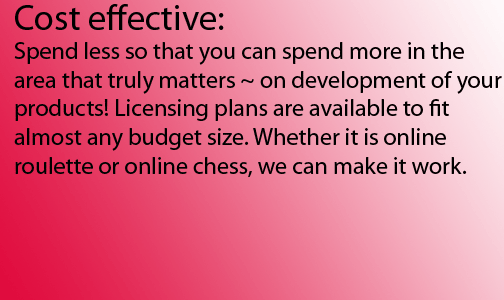 Cost effective:
Spend less so that you can spend more in the
area that truly matters ~ on development of your
products! Licensing plans are available to fit
almost any budget size. Whether it is online
roulette or online chess, we can make it work.